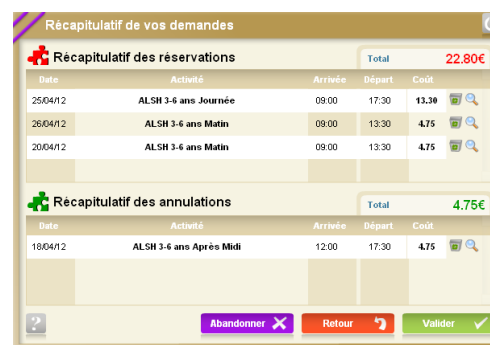 Récapitulatif de vos demandes
Récapitulatif des réservations Total 22.80€
Date Activité Arrivée Départ Coût
25/04/12 ALSH 3-6 ans Journée 09:00 17:30 13.30
26/04/12 ALSH 3-6 ans Matin 09:00 13:30 4.75
20/04/12 ALSH 3-6 ans Matin 09:00 13:30 4.75
Récapitulatif des annulations Total 4.75€
Date Activité Arrivée Départ Coût
18/04/12 ALSH 3-6 ans Après Midi 12:00 17:30 4.75
? Abandonner Retour Valider